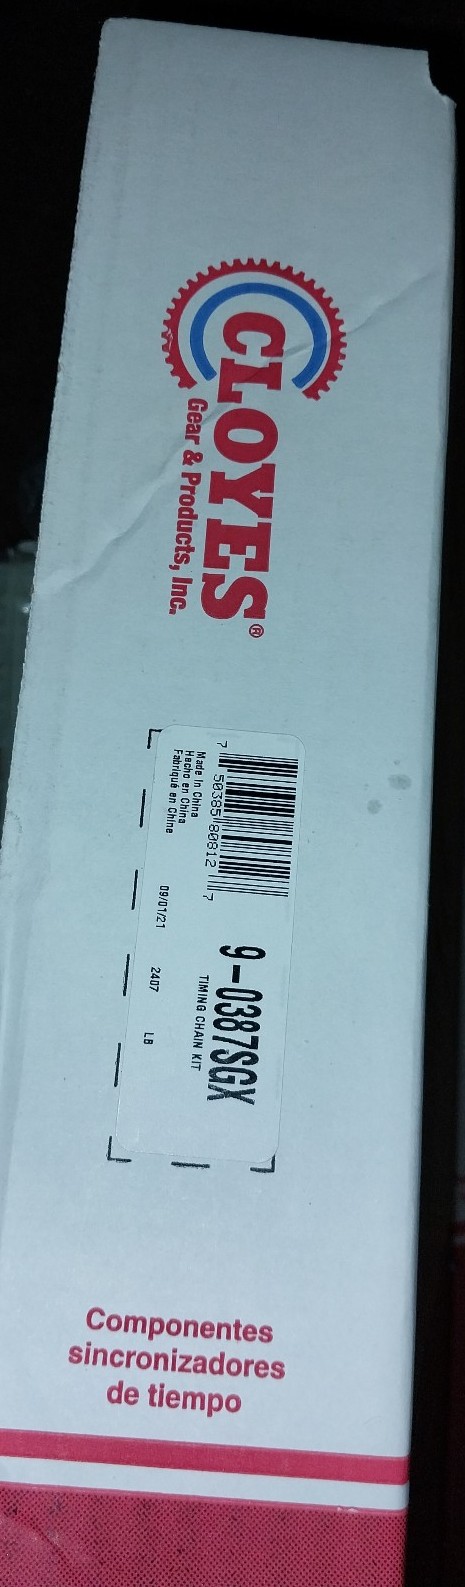 CLOYES®
Gear & Products, Inc.
7 50385 80812 7
Made In China
Hecho en China
Fabriqué en Chine
9-0387SGX
TIMING CHAIN KIT
09/01/21 2407 LB
Componentes
sincronizadores
de tiempo